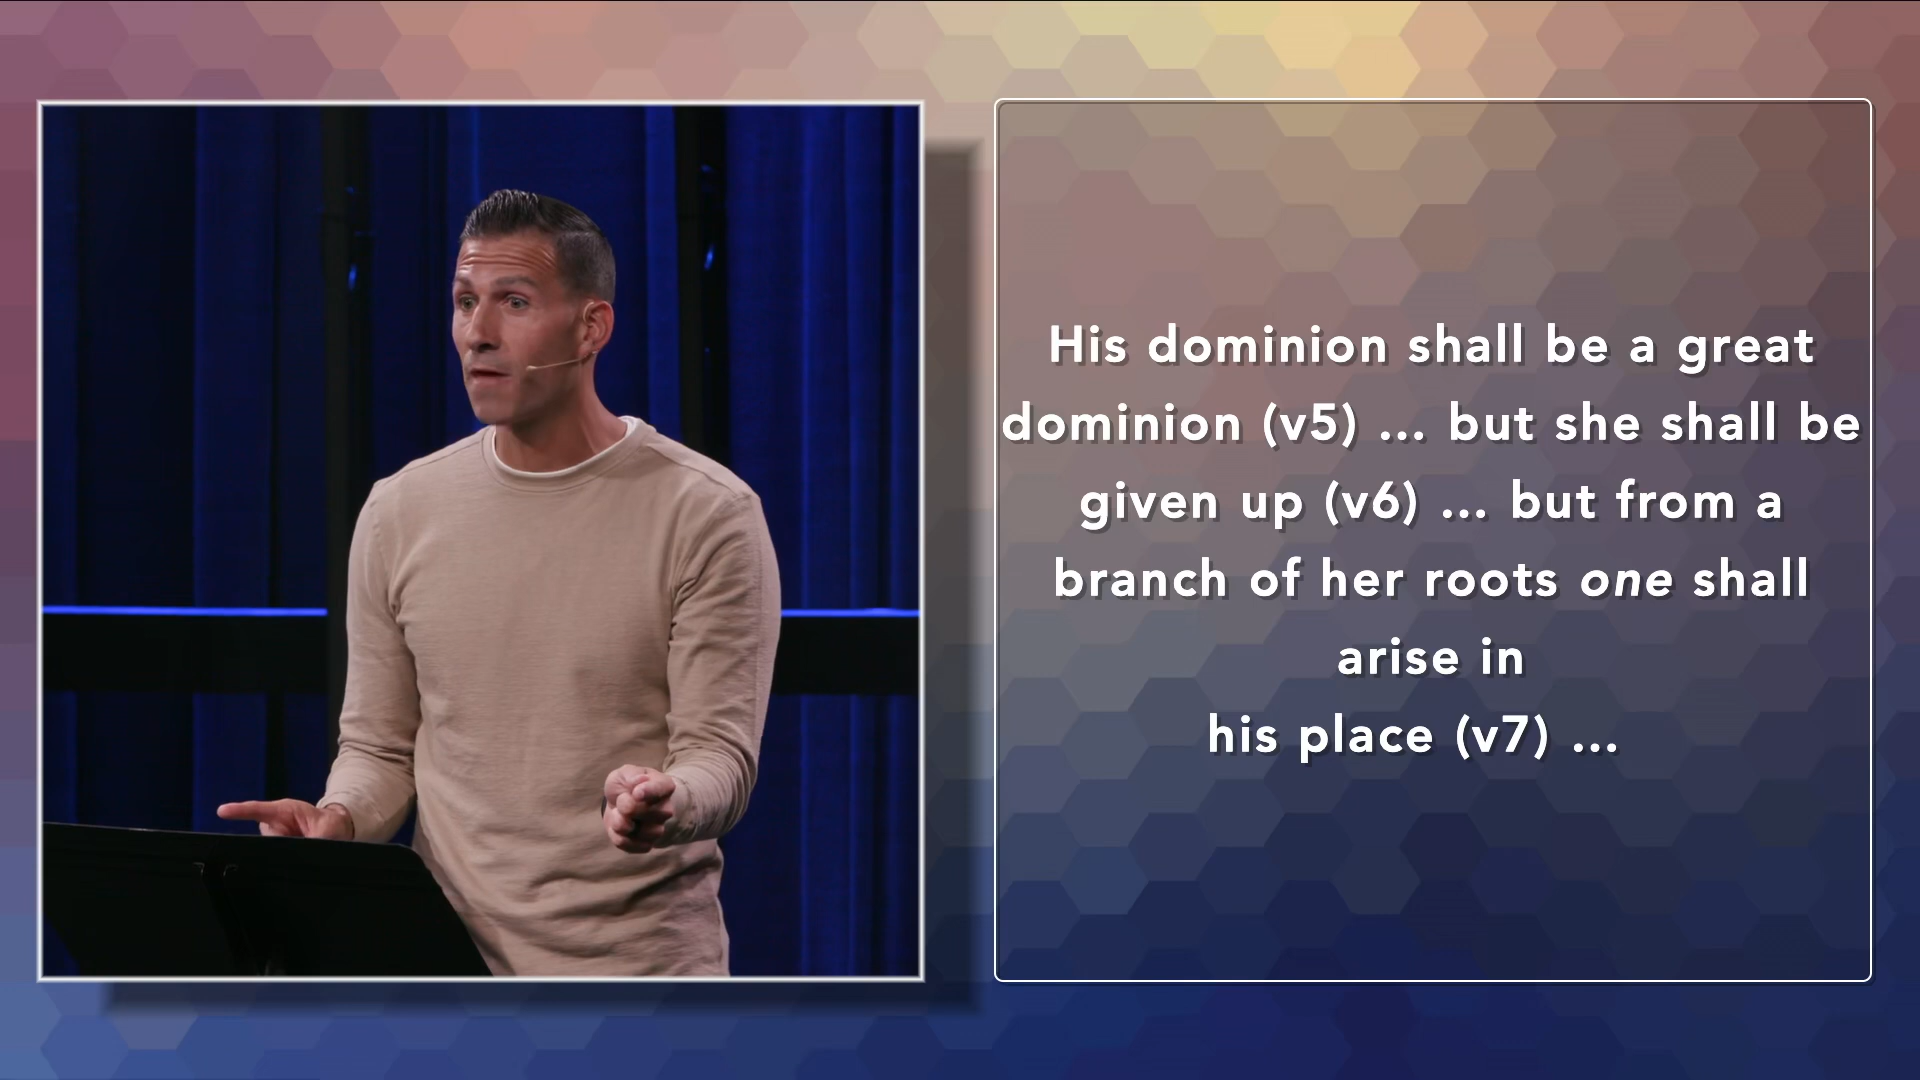 His dominion shall be a great
dominion (v5) ... but she shall be
given up (v6) ... but from a
branch of her roots one shall
arise in
his place (v7) ...